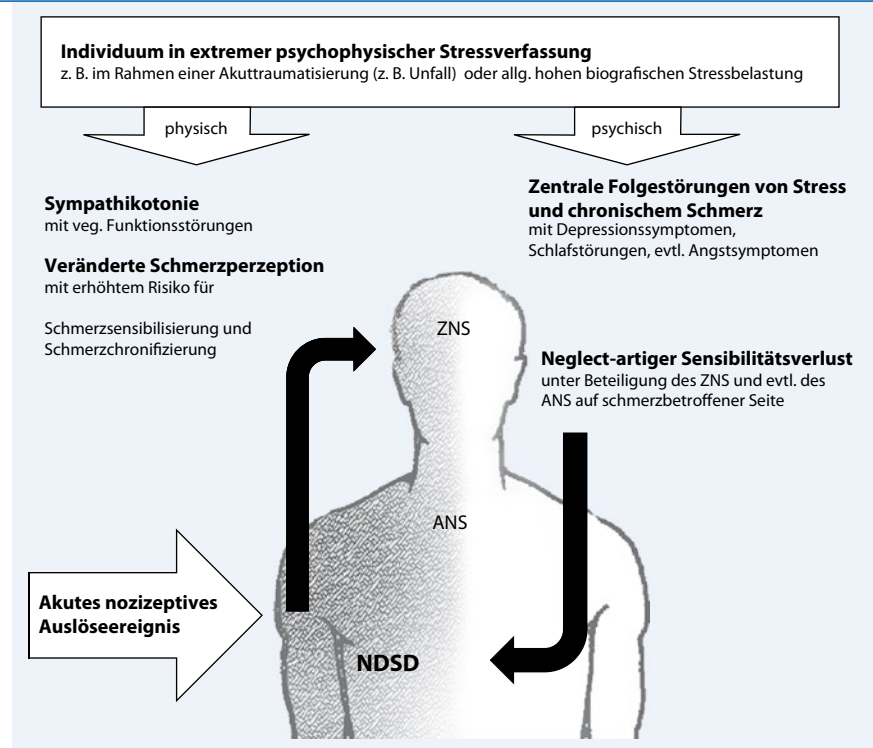 Individuum in extremer psychophysischer Stressverfassung
z. B. im Rahmen einer Akuttraumatisierung (z. B. Unfall) oder allg. hohen biografischen Stressbelastung
physisch
psychisch
Sympathikotonie
mit veg. Funktionsstörungen
Veränderte Schmerzperzeption
mit erhöhtem Risiko für
Schmerzsensibilisierung und
Schmerzchronifizierung
Zentrale Folgestörungen von Stress
und chronischem Schmerz
mit Depressionssymptomen,
Schlafstörungen, evtl. Angstsymptomen
ZNS
Neglect-artiger Sensibilitätsverlust
unter Beteiligung des ZNS und evtl. des
ANS auf schmerzbetroffener Seite
ANS
Akutes nozizeptives
Auslöseereignis
NDSD